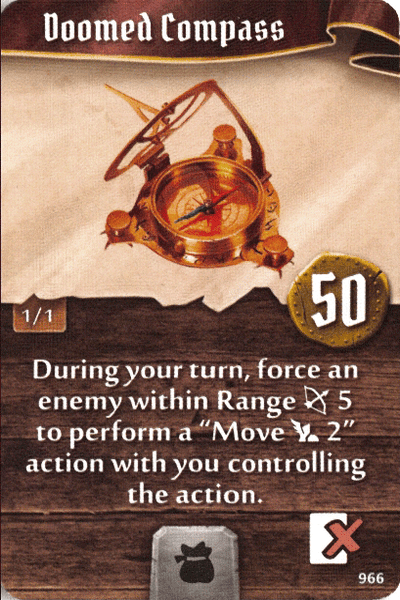 Doomed Compass
50
1/1
During your turn, force an
enemy within Range 5
to perform a “Move 2”
action with you controlling
the action.
966